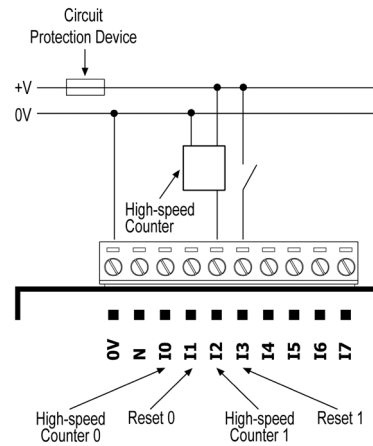 Circuit
Protection Device
+V
0V
High-speed
Counter
0V N I0 I1 I2 I3 I4 I5 I6 I7
High-speed
Counter 0
Reset 0
High-speed
Counter 1
Reset 1